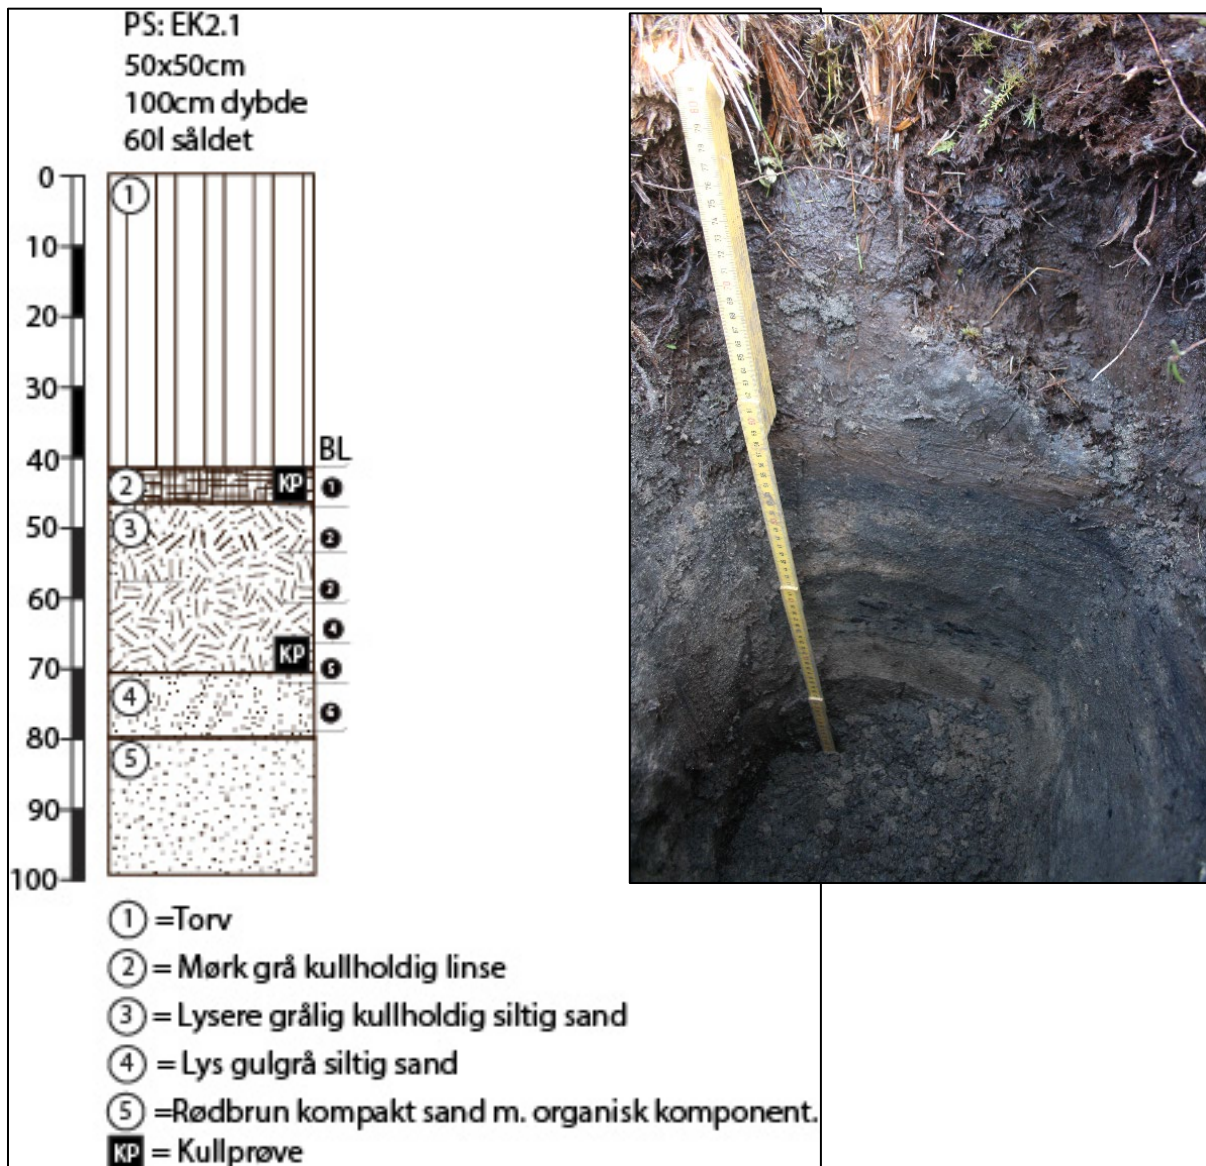 PS: EK2.1
50x50cm
100cm dybde
60l såldet
0
10
20
30
40
50
60
70
80
90
100
BL
1
2
KP
1
3
2
3
4
KP
5
4
6
5
1 =Torv
2 = Mørk grå kullholdig linse
3 = Lysere grålig kullholdig siltig sand
4 = Lys gulgrå siltig sand
5 =Rødbrun kompakt sand m. organisk komponent.
KP = Kullprøve